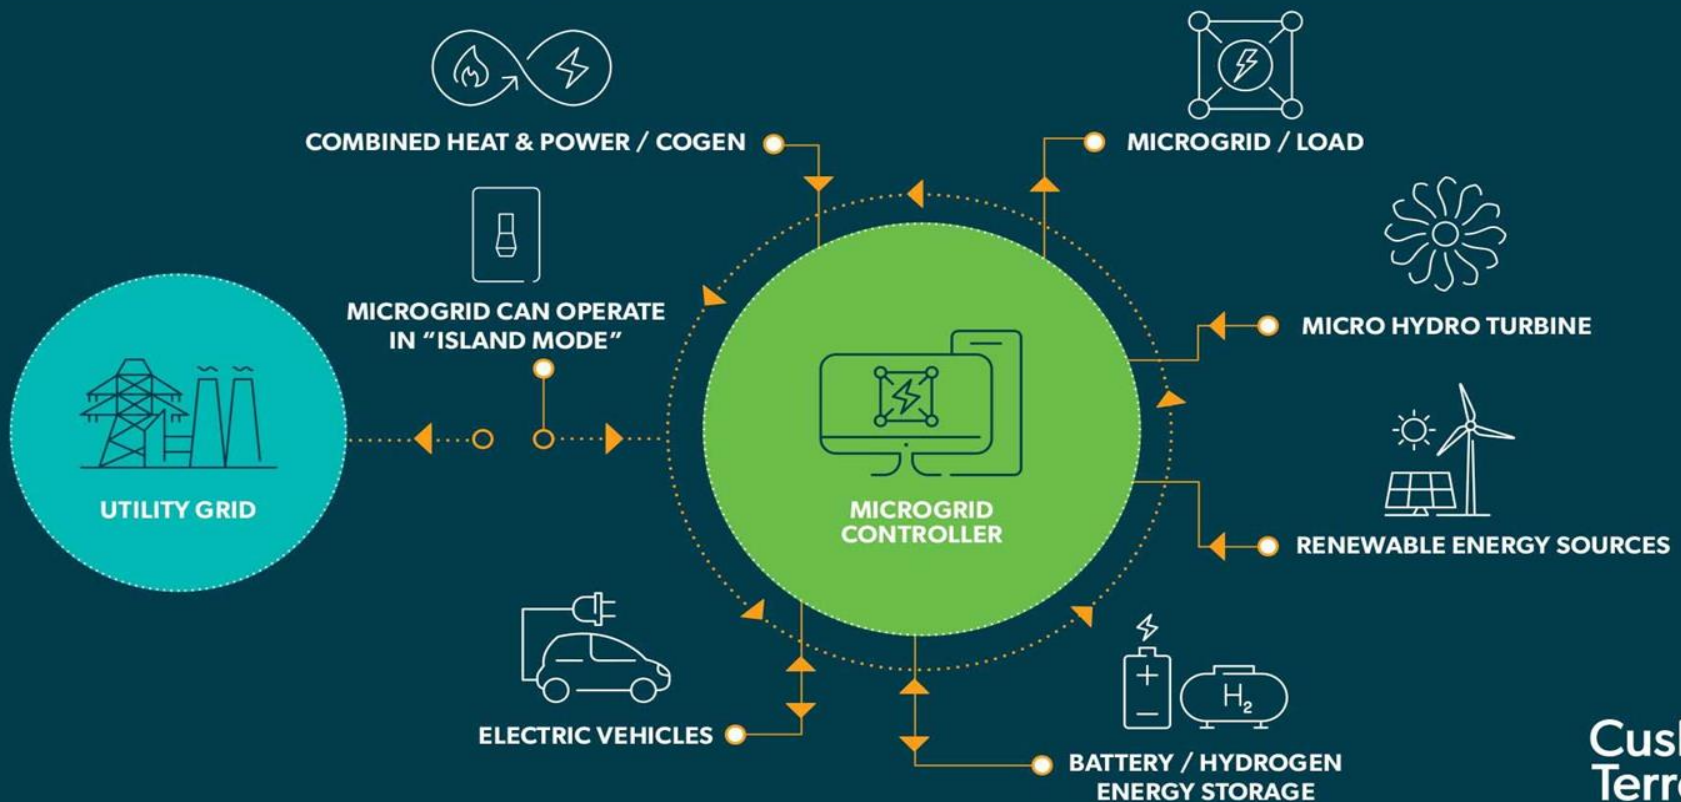 COMBINED HEAT & POWER / COGEN
MICROGRID / LOAD
MICROGRID CAN OPERATE
IN “ISLAND MODE”
MICRO HYDRO TURBINE
UTILITY GRID
MICROGRID
CONTROLLER
RENEWABLE ENERGY SOURCES
ELECTRIC VEHICLES
H₂
BATTERY / HYDROGEN
ENERGY STORAGE